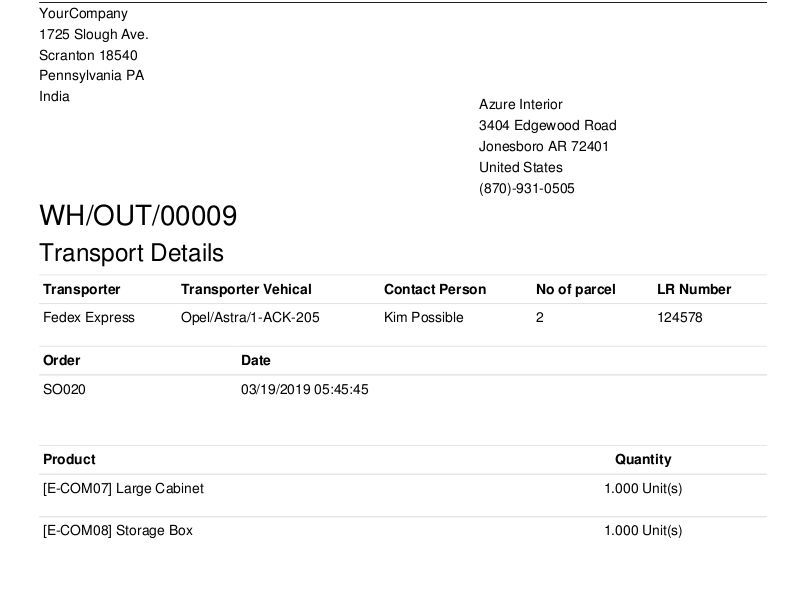 YourCompany
1725 Slough Ave.
Scranton 18540
Pennsylvania PA
India
Azure Interior
3404 Edgewood Road
Jonesboro AR 72401
United States
(870)-931-0505
WH/OUT/00009
Transport Details
Transporter Transporter Vehical Contact Person No of parcel LR Number
Fedex Express Opel/Astra/1-ACK-205 Kim Possible 2 124578
Order Date
SO020 03/19/2019 05:45:45
Product Quantity
[E-COM07] Large Cabinet 1.000 Unit(s)
[E-COM08] Storage Box 1.000 Unit(s)